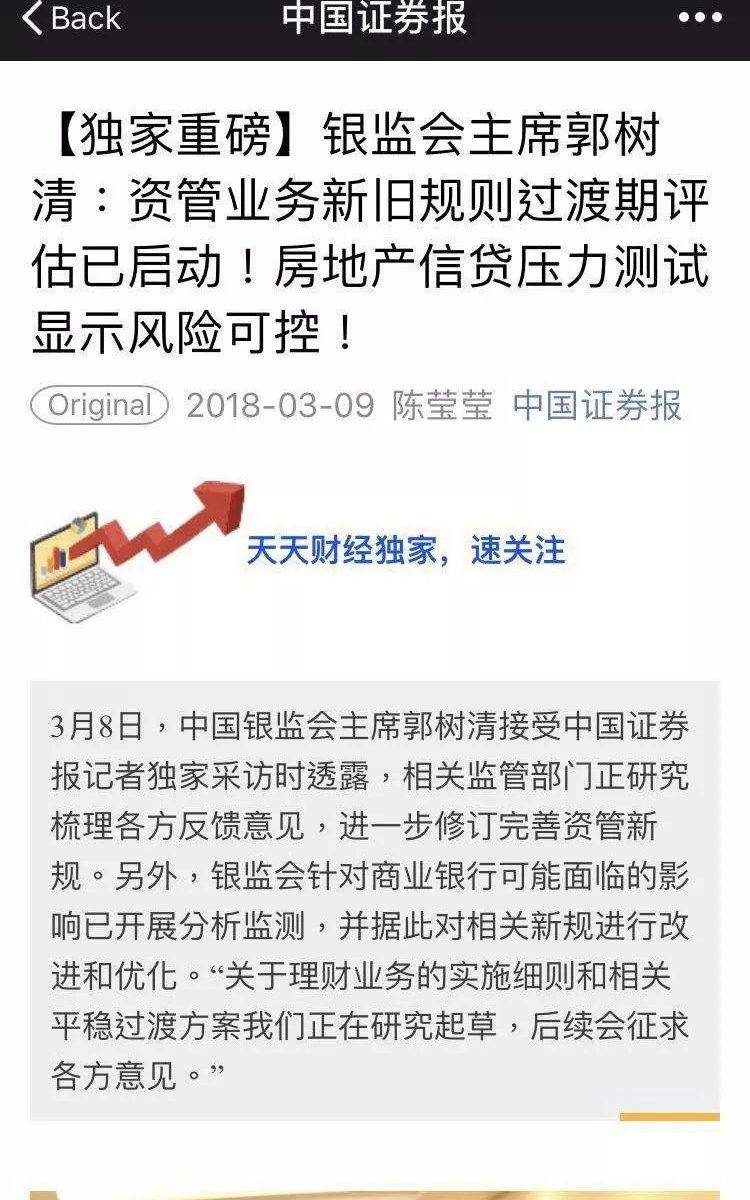 Back
中国证券报
【独家重磅】银监会主席郭树
清：资管业务新旧规则过渡期评
估已启动！房地产信贷压力测试
显示风险可控！
Original 2018-03-09 陈莹莹 中国证券报
天天财经独家，速关注
3月8日，中国银监会主席郭树清接受中国证券
报记者独家采访时透露，相关监管部门正研究
梳理各方反馈意见，进一步修订完善资管新
规。另外，银监会针对商业银行可能面临的影
响已开展分析监测，并据此对相关新规进行改
进和优化。“关于理财业务的实施细则和相关
平稳过渡方案我们正在研究起草，后续会征求
各方意见。”